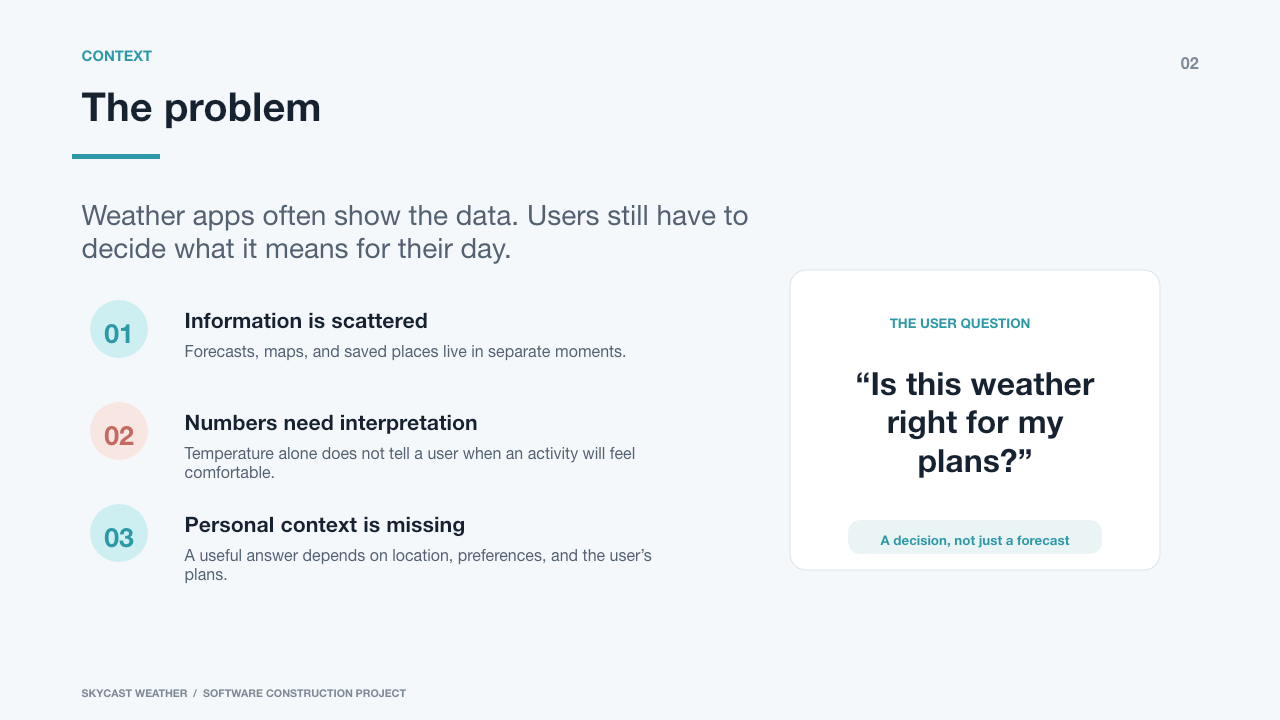 CONTEXT
02
The problem
Weather apps often show the data. Users still have to
decide what it means for their day.
01
Information is scattered
Forecasts, maps, and saved places live in separate moments.
02
Numbers need interpretation
Temperature alone does not tell a user when an activity will feel
comfortable.
03
Personal context is missing
A useful answer depends on location, preferences, and the user’s
plans.
THE USER QUESTION
“Is this weather
right for my
plans?”
A decision, not just a forecast
SKYCAST WEATHER / SOFTWARE CONSTRUCTION PROJECT